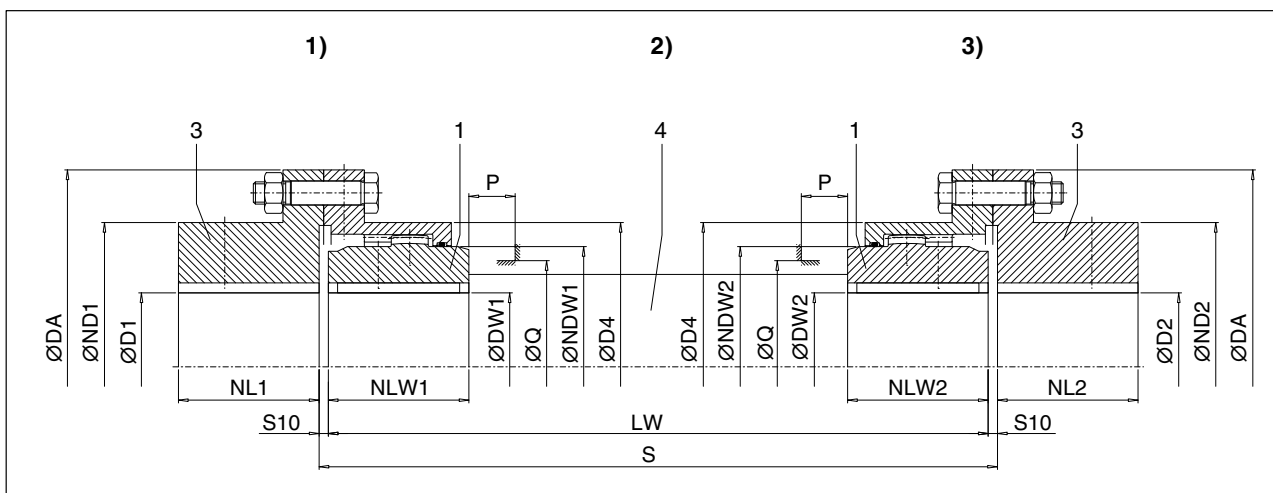 1) 2) 3)
3 1 4 1 3
P P
ØDA
ØND1
ØD1
ØDW1
ØQ
ØNDW1
ØD4
ØD4
ØNDW2
ØQ
ØDW2
ØD2
ØND2
ØDA
NL1 NLW1 NLW2 NL2
S10 LW S10
S